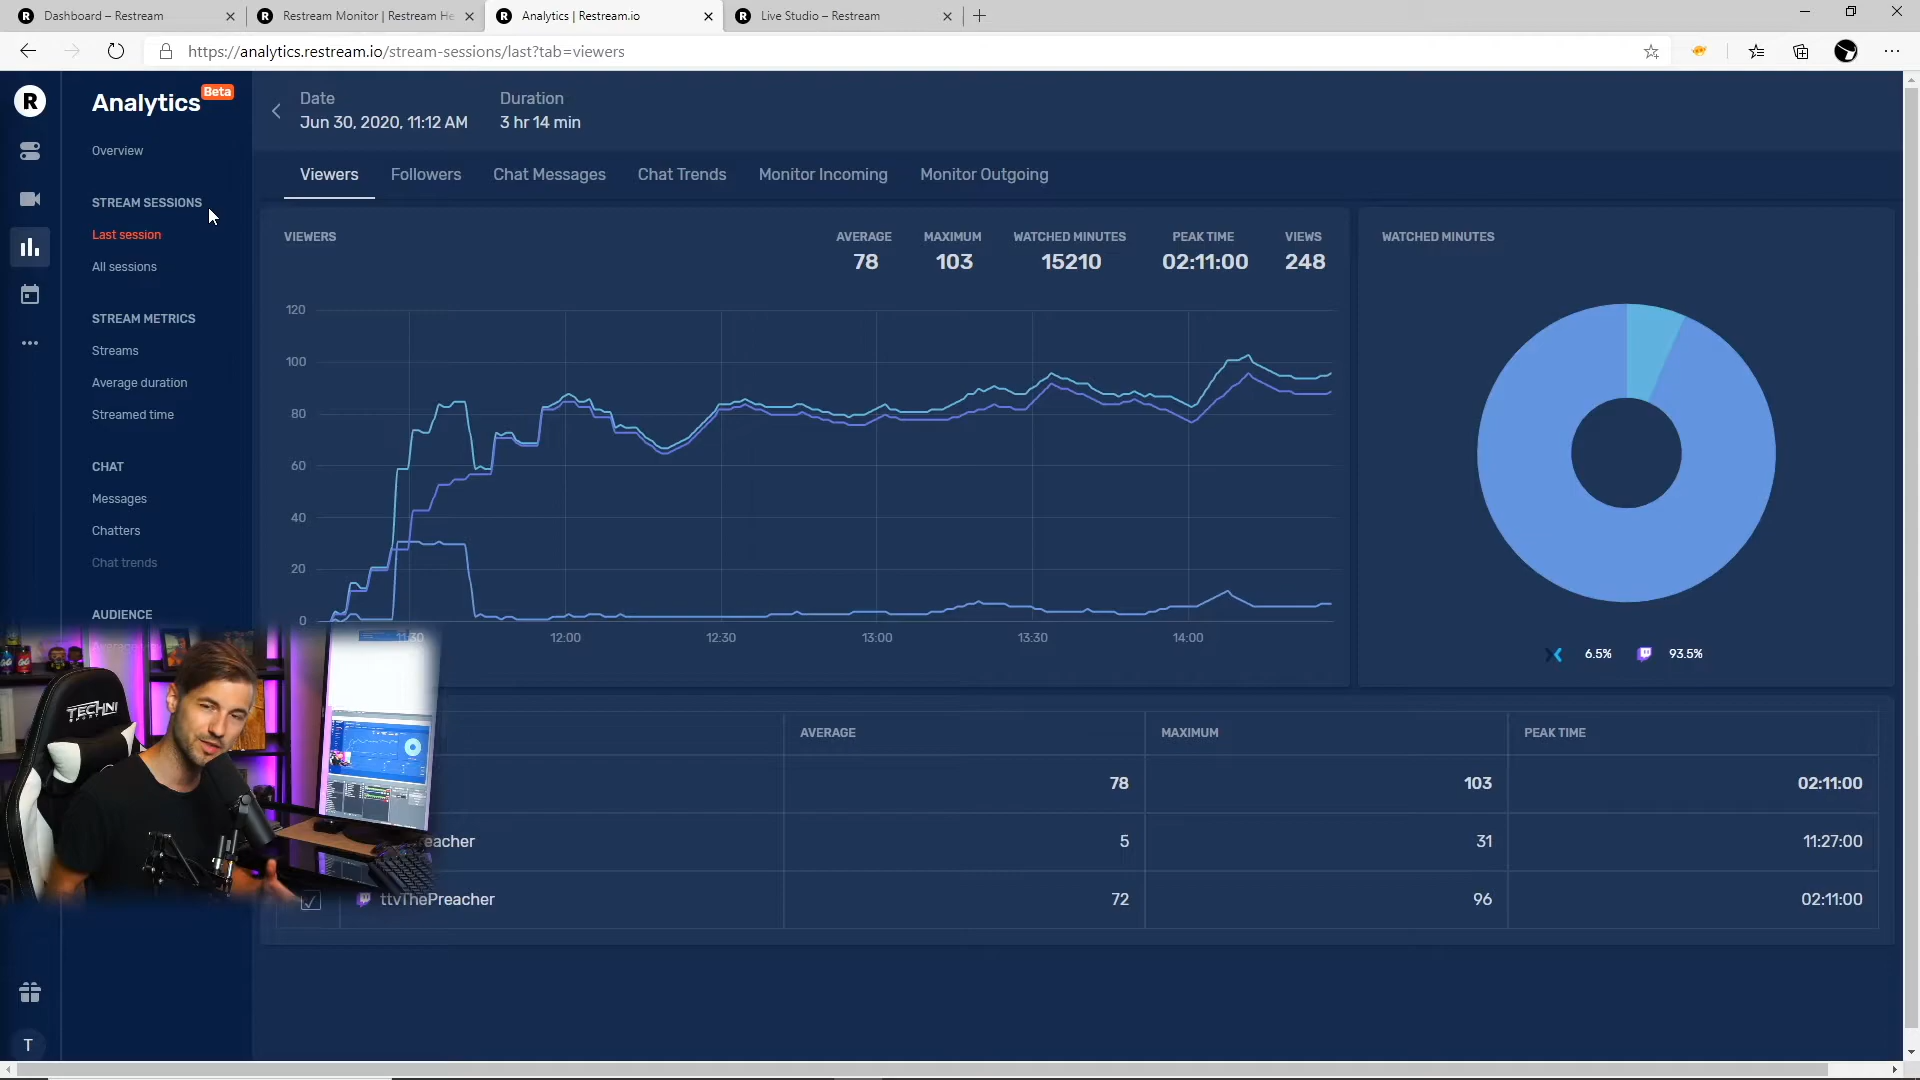 Dashboard – Restream
Restream Monitor | Restream He
Analytics | Restream.io
Live Studio – Restream
https://analytics.restream.io/stream-sessions/last?tab=viewers
R
Analytics
Beta
Overview
STREAM SESSIONS
Last session
All sessions
STREAM METRICS
Streams
Average duration
Streamed time
CHAT
Messages
Chatters
Chat trends
AUDIENCE
T
Date
Jun 30, 2020, 11:12 AM
Duration
3 hr 14 min
Viewers
Followers
Chat Messages
Chat Trends
Monitor Incoming
Monitor Outgoing
VIEWERS
AVERAGE
78
MAXIMUM
103
WATCHED MINUTES
15210
PEAK TIME
02:11:00
VIEWS
248
120
100
80
60
40
20
0
11:30
12:00
12:30
13:00
13:30
14:00
WATCHED MINUTES
6.5%
93.5%
AVERAGE
MAXIMUM
PEAK TIME
78
103
02:11:00
eacher
5
31
11:27:00
ttvThePreacher
72
96
02:11:00
TECHNI
SPORT